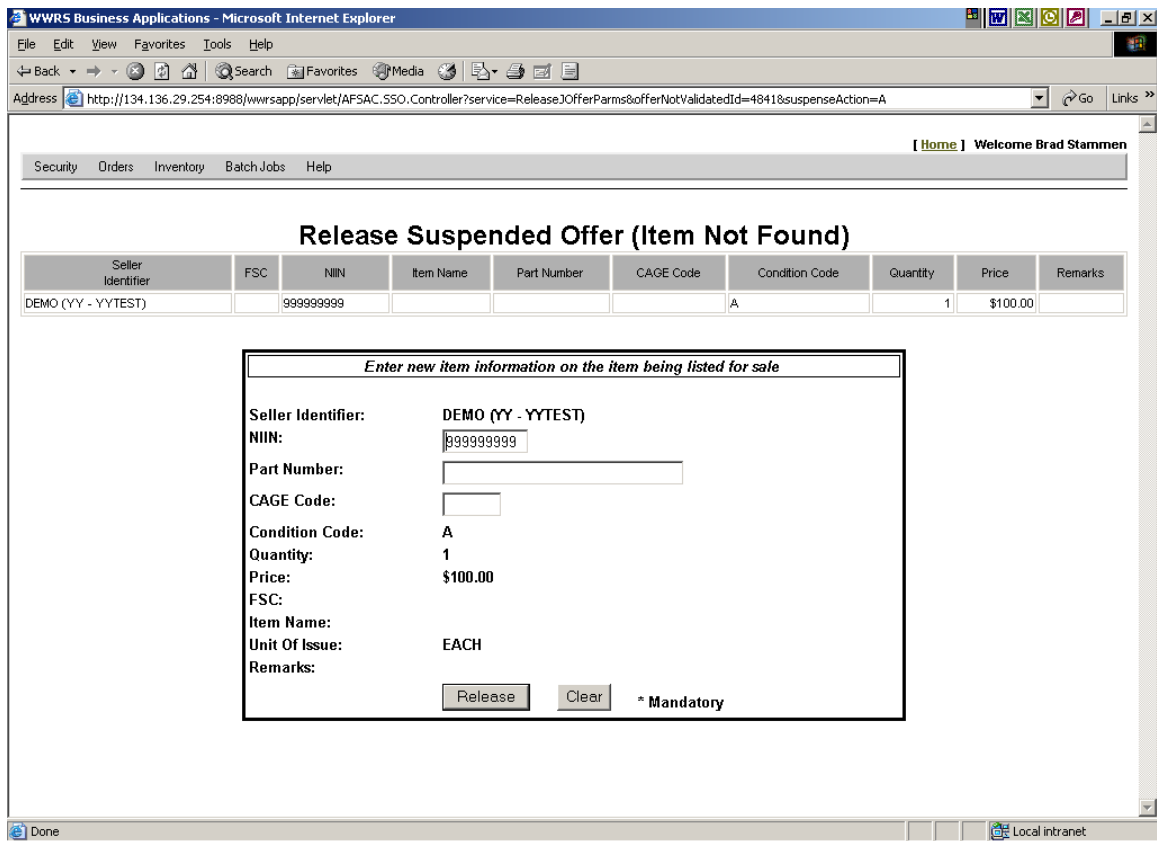 WWRS Business Applications - Microsoft Internet Explorer
File Edit View Favorites Tools Help
Back Search Favorites Media
Address http://134.136.29.254:8988/wwrsapp/servlet/AFSAC.SSO.Controller?service=ReleaseJOfferParms&offerNotValidatedId=4841&suspenseAction=A Go Links »
[ Home ] Welcome Brad Stammen
Security Orders Inventory Batch Jobs Help
Release Suspended Offer (Item Not Found)
Seller Identifier FSC NIIN Item Name Part Number CAGE Code Condition Code Quantity Price Remarks
DEMO (YY - YYTEST) 999999999 A 1 $100.00
Enter new item information on the item being listed for sale
Seller Identifier: DEMO (YY - YYTEST)
NIIN: 999999999
Part Number:
CAGE Code:
Condition Code: A
Quantity: 1
Price: $100.00
FSC:
Item Name:
Unit Of Issue: EACH
Remarks:
Release Clear * Mandatory
Done Local intranet